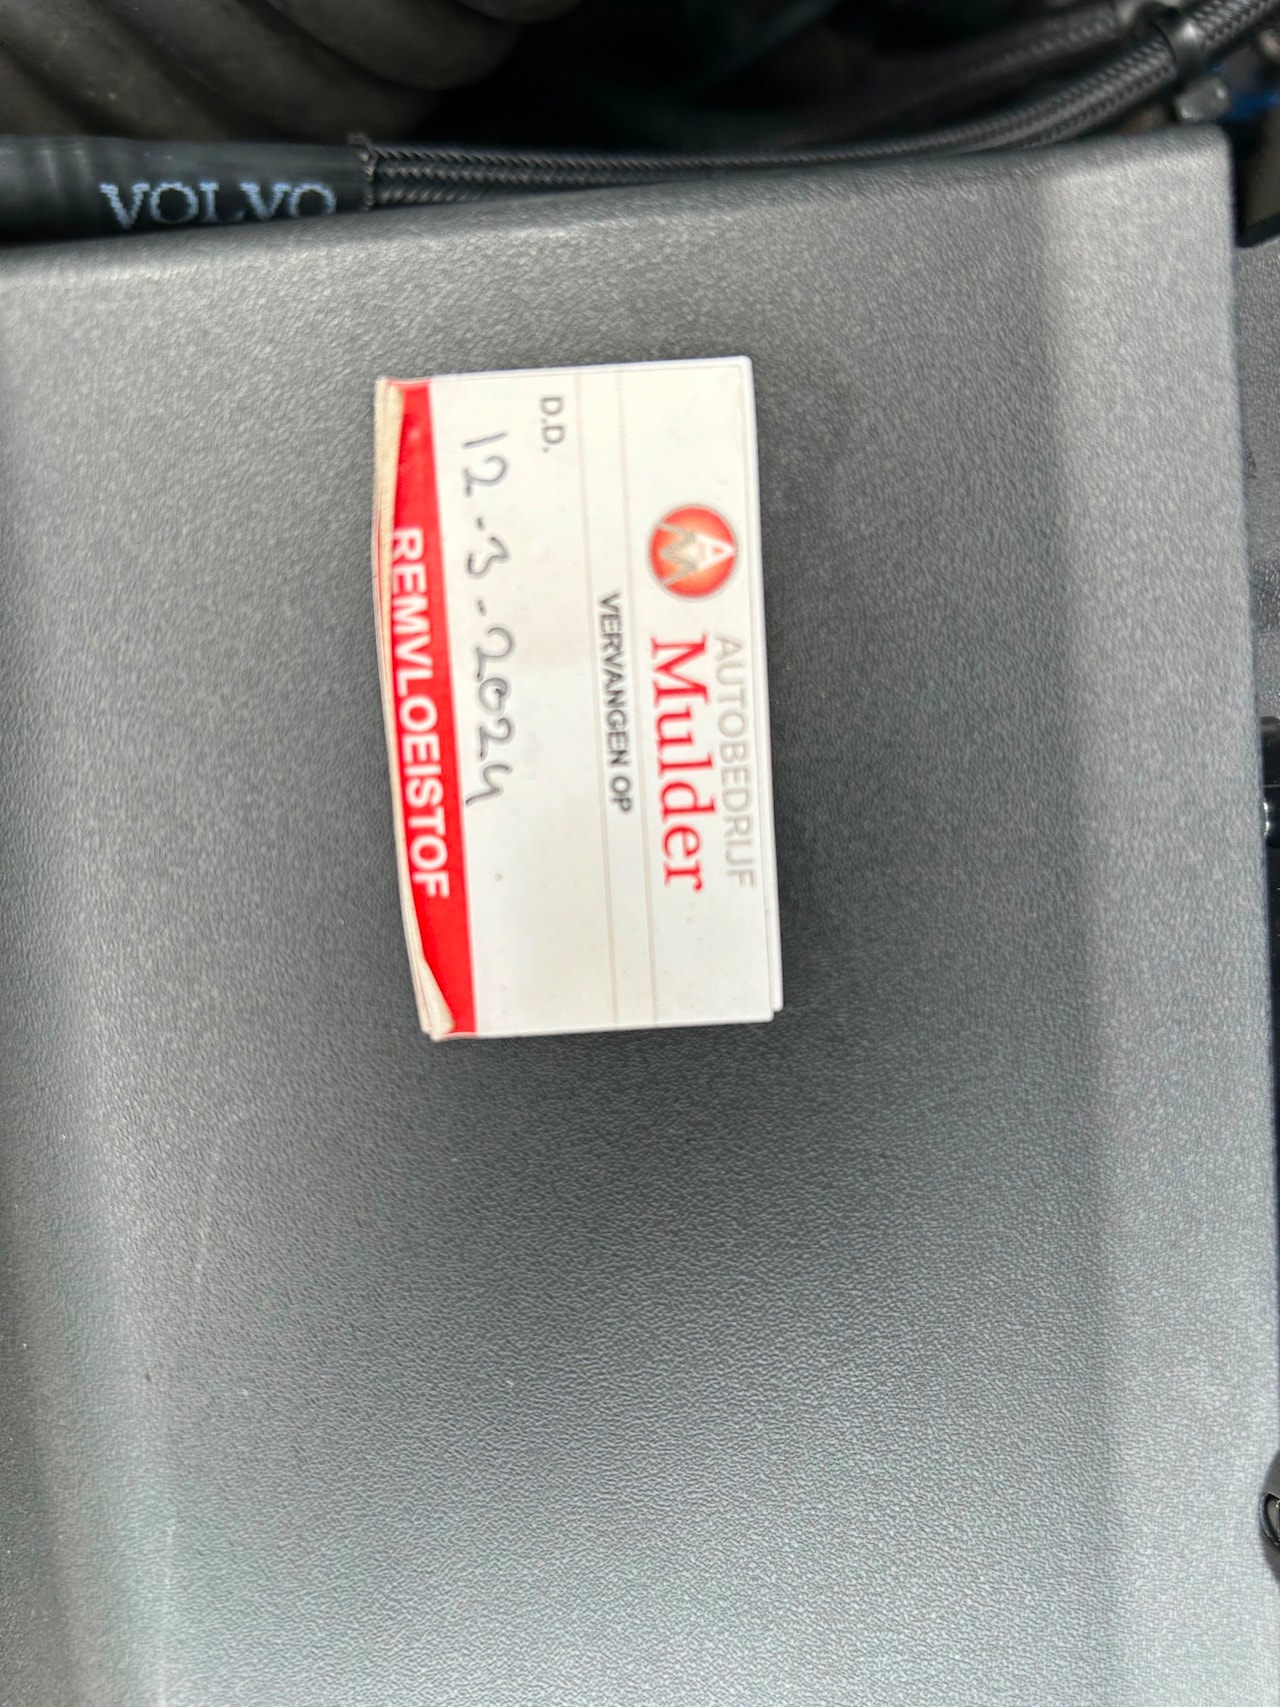 VOLVO
AUTOBEDRIJF
Mulder
VERVANGEN OP
D.D.
12-3-2024
REMVLOEISTOF